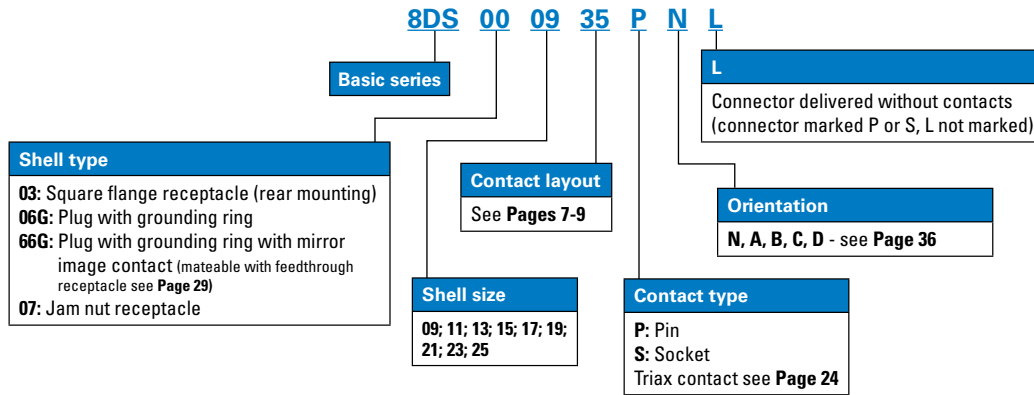 8DS 00 09 35 P N L
Basic series
L
Connector delivered without contacts
(connector marked P or S, L not marked)
Shell type
03: Square flange receptacle (rear mounting)
06G: Plug with grounding ring
66G: Plug with grounding ring with mirror
image contact (mateable with feedthrough
receptacle see Page 29)
07: Jam nut receptacle
Contact layout
See Pages 7-9
Orientation
N, A, B, C, D - see Page 36
Shell size
09; 11; 13; 15; 17; 19;
21; 23; 25
Contact type
P: Pin
S: Socket
Triax contact see Page 24